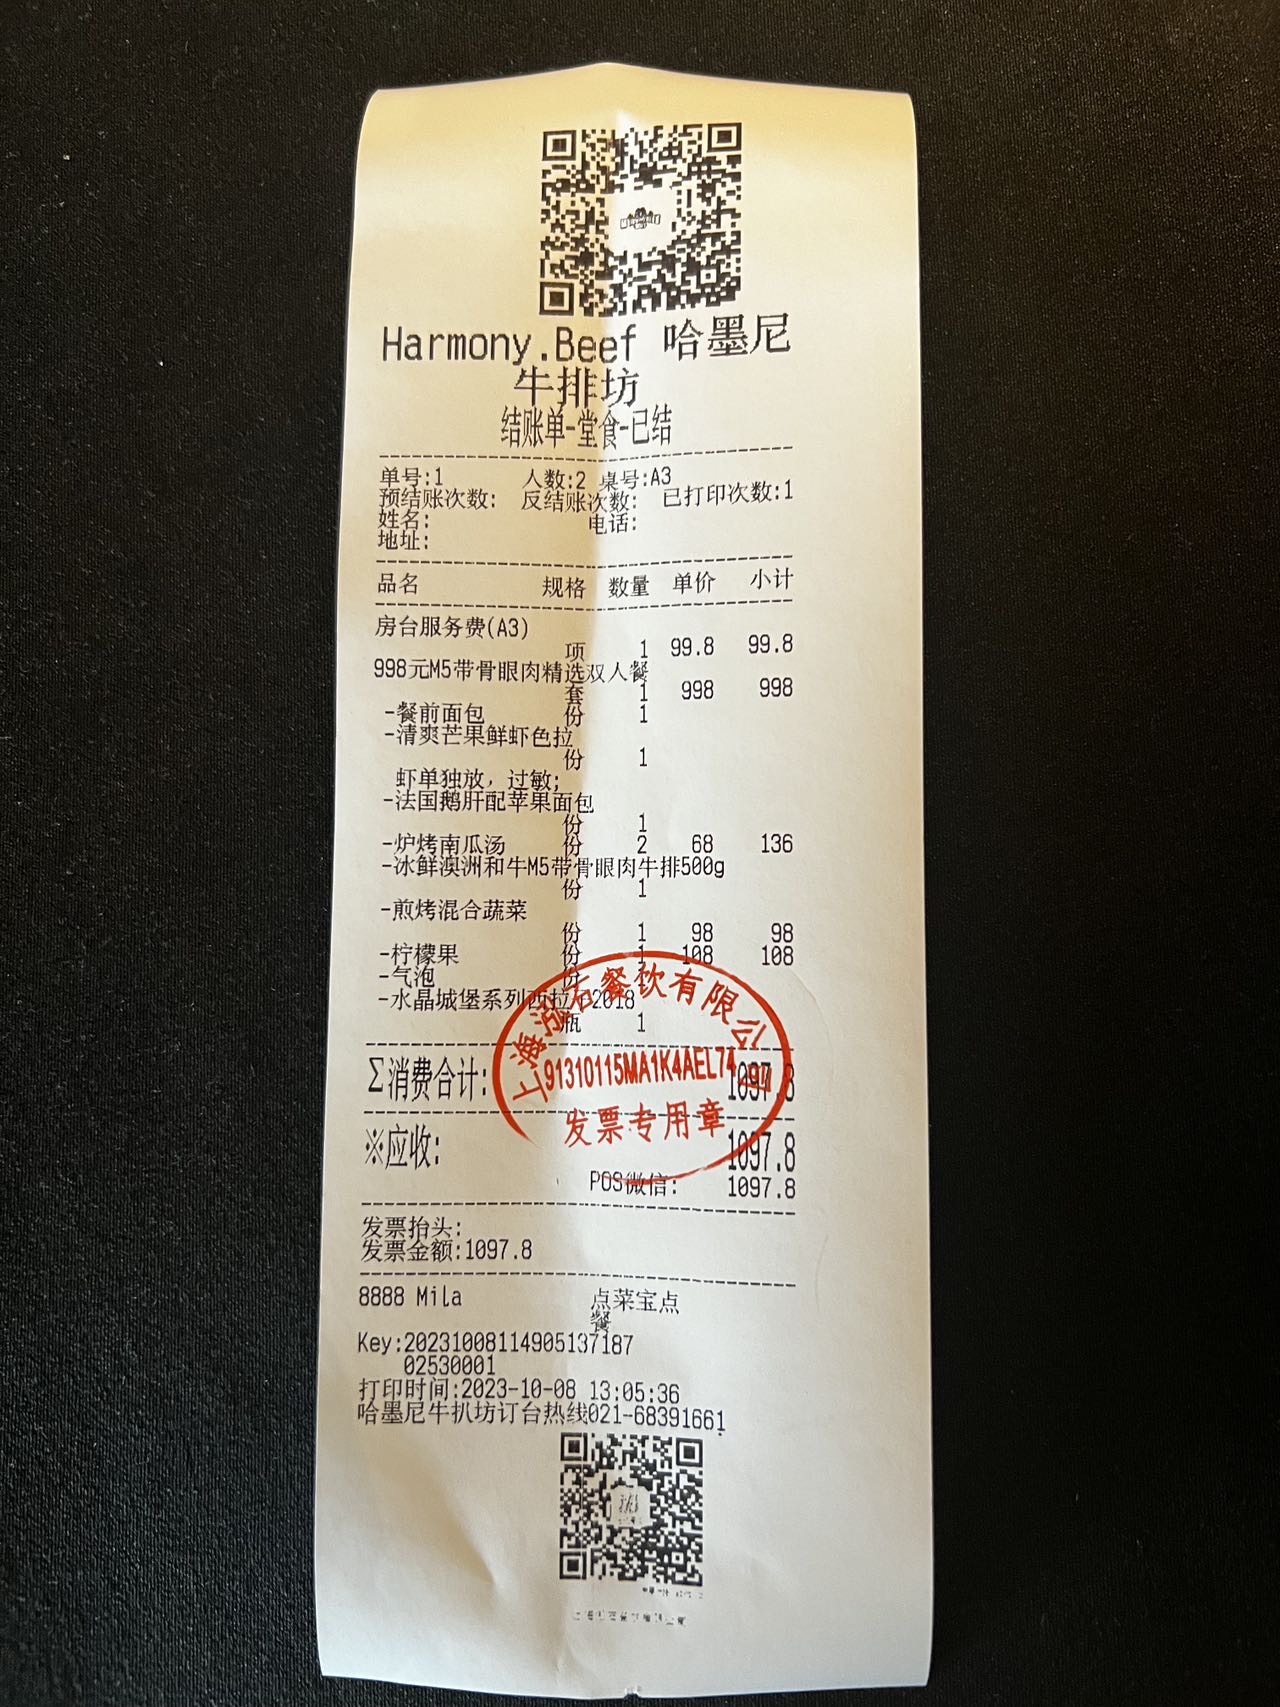 Harmony.Beef 哈墨尼
牛排坊
结账单-堂食-已结
单号:1 人数:2 桌号:A3
预结账次数: 反结账次数: 已打印次数:1
姓名: 电话:
地址:
品名 规格 数量 单价 小计
房台服务费(A3)
项 1 99.8 99.8
998元M5带骨眼肉精选双人餐
套 1 998 998
-餐前面包 份 1
-清爽芒果鲜虾色拉
份 1
虾单独放，过敏;
-法国鹅肝配苹果面包
份 1
-炉烤南瓜汤 份 2 68 136
-冰鲜澳洲和牛M5带骨眼肉牛排500g
份 1
-煎烤混合蔬菜
份 1 98 98
-柠檬果 份 1 108 108
-气泡 份
-水晶城堡系列西拉 2018
瓶 1
Σ消费合计: 1097.8
※应收: 1097.8
POS微信: 1097.8
上海泓石餐饮有限公司
91310115MA1K4AEL74
发票专用章
发票抬头:
发票金额:1097.8
8888 Mila 点菜宝点
餐
Key:20231008114905137187
02530001
打印时间:2023-10-08 13:05:36
哈墨尼牛扒坊订台热线021-68391661